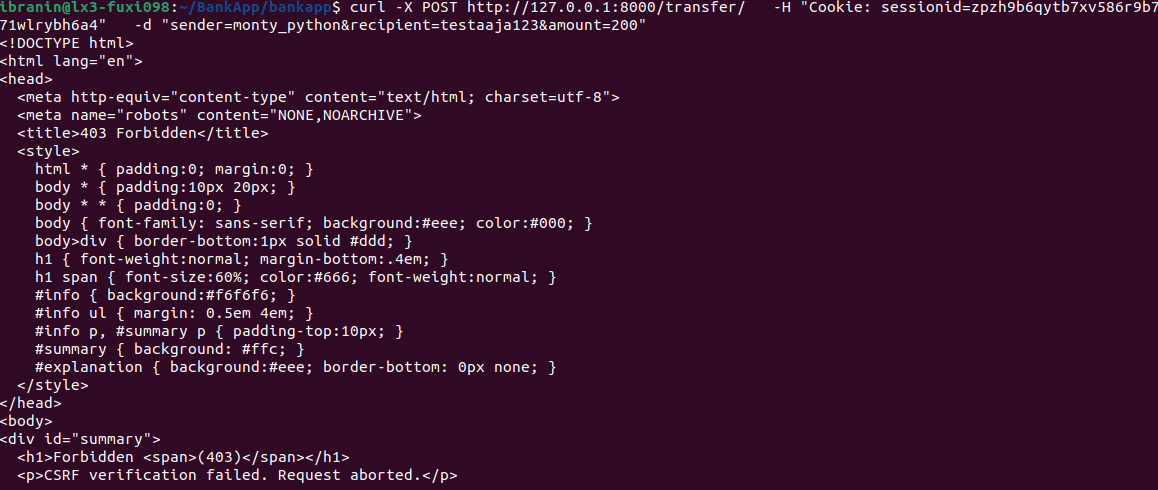 ibranin@lx3-fuxi098:~/BankApp/bankapp$ curl -X POST http://127.0.0.1:8000/transfer/   -H "Cookie: sessionid=zpzh9b6qytb7xv586r9b7
71wlrybh6a4"   -d "sender=monty_python&recipient=testaaja123&amount=200"
<!DOCTYPE html>
<html lang="en">
<head>
  <meta http-equiv="content-type" content="text/html; charset=utf-8">
  <meta name="robots" content="NONE,NOARCHIVE">
  <title>403 Forbidden</title>
  <style>
    html * { padding:0; margin:0; }
    body * { padding:10px 20px; }
    body * * { padding:0; }
    body { font-family: sans-serif; background:#eee; color:#000; }
    body>div { border-bottom:1px solid #ddd; }
    h1 { font-weight:normal; margin-bottom:.4em; }
    h1 span { font-size:60%; color:#666; font-weight:normal; }
    #info { background:#f6f6f6; }
    #info ul { margin: 0.5em 4em; }
    #info p, #summary p { padding-top:10px; }
    #summary { background: #ffc; }
    #explanation { background:#eee; border-bottom: 0px none; }
  </style>
</head>
<body>
<div id="summary">
  <h1>Forbidden <span>(403)</span></h1>
  <p>CSRF verification failed. Request aborted.</p>